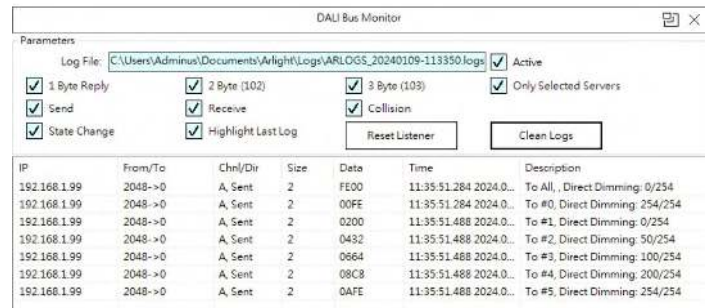 DALI Bus Monitor
Parameters
Log File: C:\Users\Adminus\Documents\Arlight\Logs\ARLOGS_20240109-113350.logs Active
1 Byte Reply 2 Byte (102) 3 Byte (103) Only Selected Servers
Send Receive Collision
State Change Highlight Last Log Reset Listener Clean Logs
IP From/To Chnl/Dir Size Data Time Description
192.168.1.99 2048->0 A, Sent 2 FE00 11:35:51.284 2024.0... To All, , Direct Dimming: 0/254
192.168.1.99 2048->0 A, Sent 2 00FE 11:35:51.284 2024.0... To #0, Direct Dimming: 254/254
192.168.1.99 2048->0 A, Sent 2 0200 11:35:51.488 2024.0... To #1, Direct Dimming: 0/254
192.168.1.99 2048->0 A, Sent 2 0432 11:35:51.488 2024.0... To #2, Direct Dimming: 50/254
192.168.1.99 2048->0 A, Sent 2 0664 11:35:51.488 2024.0... To #3, Direct Dimming: 100/254
192.168.1.99 2048->0 A, Sent 2 08C8 11:35:51.488 2024.0... To #4, Direct Dimming: 200/254
192.168.1.99 2048->0 A, Sent 2 0AFE 11:35:51.488 2024.0... To #5, Direct Dimming: 254/254